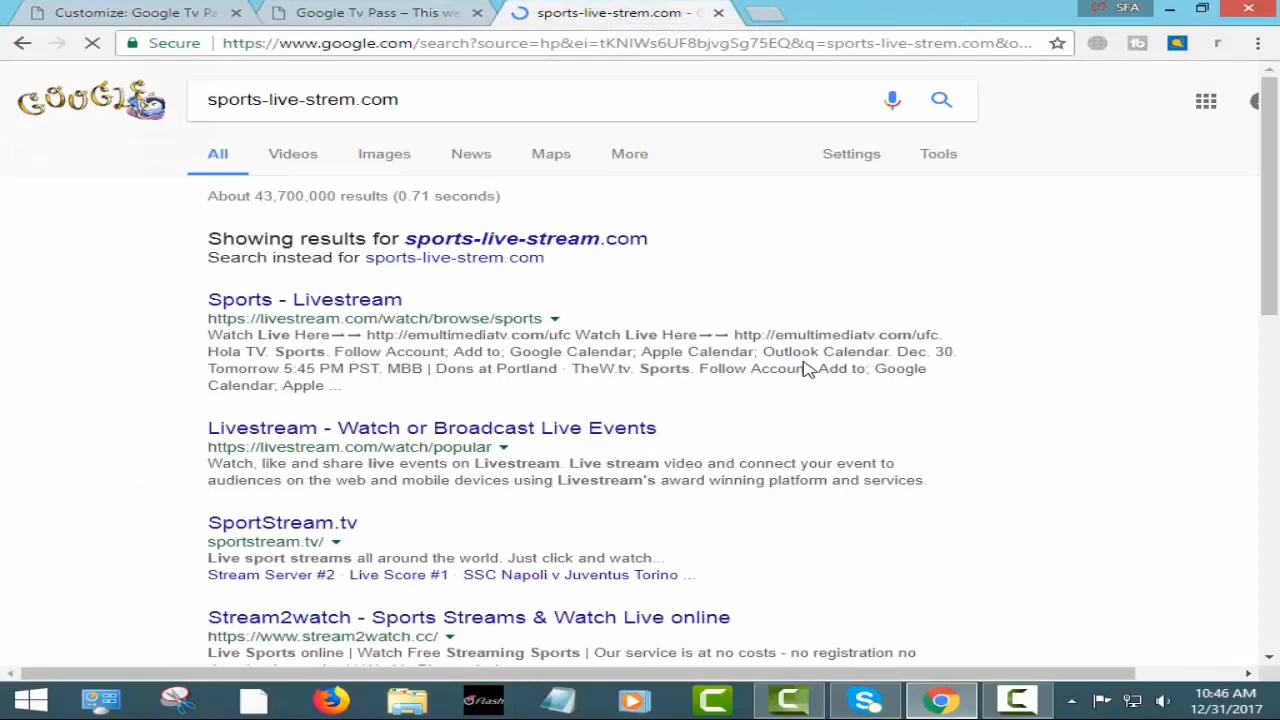 Customize: Google Tv Pa
Google Tv Pass – This we
sports-live-strem.com - G
SFA
Secure
https://www.google.com/search?source=hp&ei=tKNIWs6UF8bjvgSg75EQ&q=sports-live-strem.com&o...
GOOGLE
sports-live-strem.com
All Videos Images News Maps More Settings Tools
About 43,700,000 results (0.71 seconds)
Showing results for sports-live-stream.com
Search instead for sports-live-strem.com
Sports - Livestream
https://livestream.com/watch/browse/sports
Watch Live Here─→ http://emultimediatv.com/ufc Watch Live Here─→ http://emultimediatv.com/ufc.
Hola TV. Sports. Follow Account; Add to; Google Calendar; Apple Calendar; Outlook Calendar. Dec. 30.
Tomorrow 5:45 PM PST. MBB | Dons at Portland · TheW.tv. Sports. Follow Account; Add to; Google
Calendar; Apple ...
Livestream - Watch or Broadcast Live Events
https://livestream.com/watch/popular
Watch, like and share live events on Livestream. Live stream video and connect your event to
audiences on the web and mobile devices using Livestream's award winning platform and services.
SportStream.tv
sportstream.tv/
Live sport streams all around the world. Just click and watch...
Stream Server #2 · Live Score #1 · SSC Napoli v Juventus Torino ...
Stream2watch - Sports Streams & Watch Live online
https://www.stream2watch.cc/
Live Sports online | Watch Free Streaming Sports | Our service is at no costs - no registration no
Flash
10:46 AM
12/31/2017